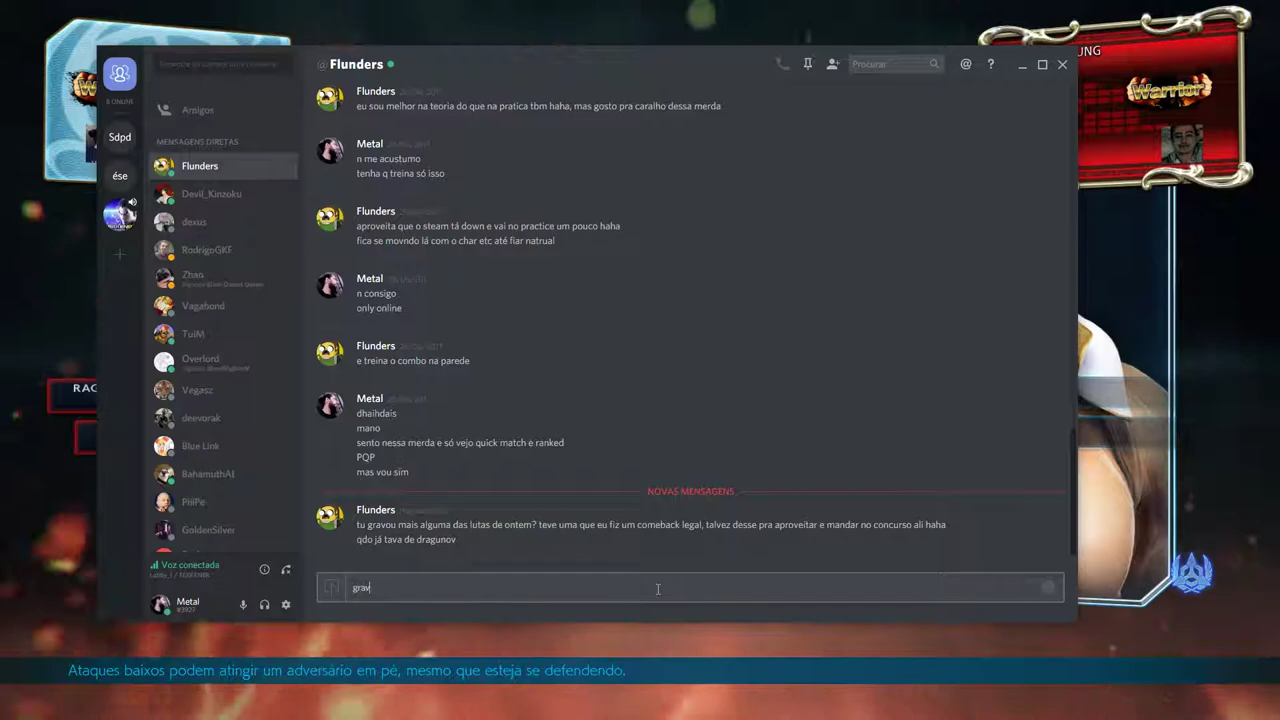 UNG
Warrior
@Flunders
Procurar
8 ONLINE
Sdpd
ése
Amigos
MENSAGENS DIRETAS
Flunders
Devil_Kinzoku
dexus
RodrigoGKF
Zhao
Vagabond
TulM
Overlord
Vegasz
deevorak
Blue Link
BahamuthAI
PhiPe
GoldenSilver
Voz conectada
Metal
#3927
Flunders
eu sou melhor na teoria do que na pratica tbm haha, mas gosto pra caralho dessa merda
Metal
n me acustumo
tenha q treina só isso
Flunders
aproveita que o steam tá down e vai no practice um pouco haha
fica se movndo lá com o char etc até fiar natrual
Metal
n consigo
only online
Flunders
e treina o combo na parede
Metal
dhaihdais
mano
sento nessa merda e só vejo quick match e ranked
PQP
mas vou sim
NOVAS MENSAGENS
Flunders
tu gravou mais alguma das lutas de ontem? teve uma que eu fiz um comeback legal, talvez desse pra aproveitar e mandar no concurso ali haha
qdo já tava de dragunov
grav
RAG
Ataques baixos podem atingir um adversário em pé, mesmo que esteja se defendendo.